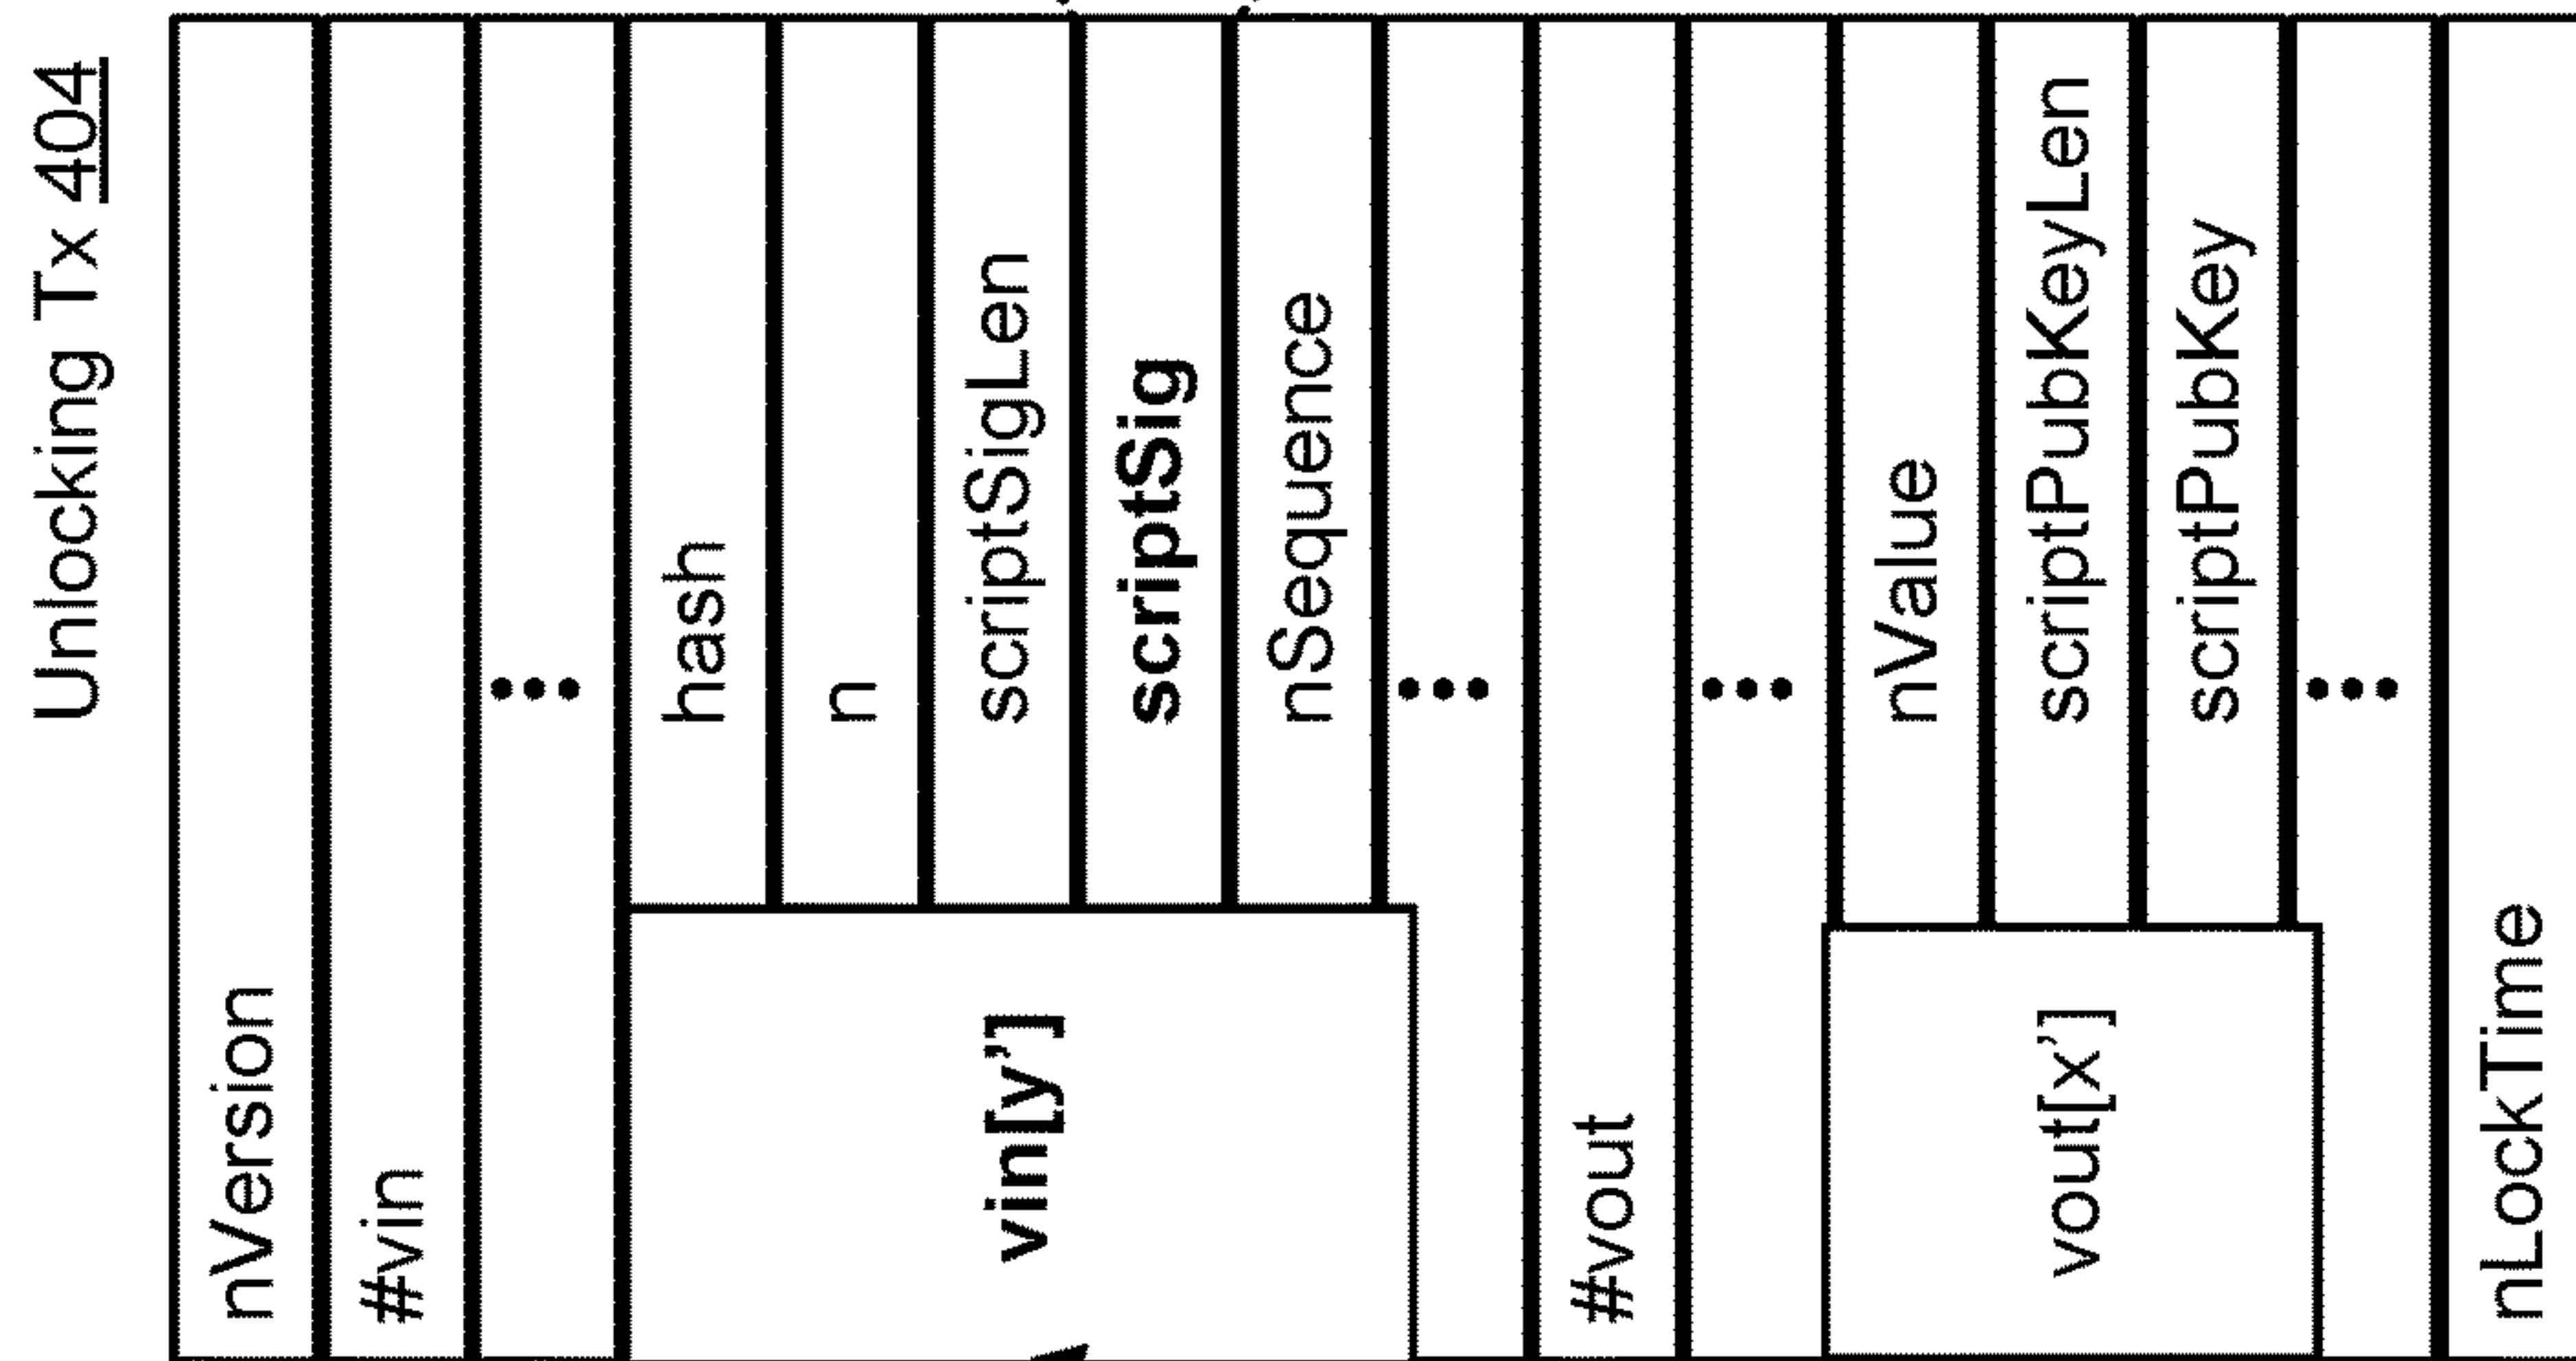 Unlocking Tx 404
nVersion
#vin
...
vin[y']
hash
n
scriptSigLen
scriptSig
nSequence
...
#vout
...
vout[x']
nValue
scriptPubKeyLen
scriptPubKey
...
nLockTime